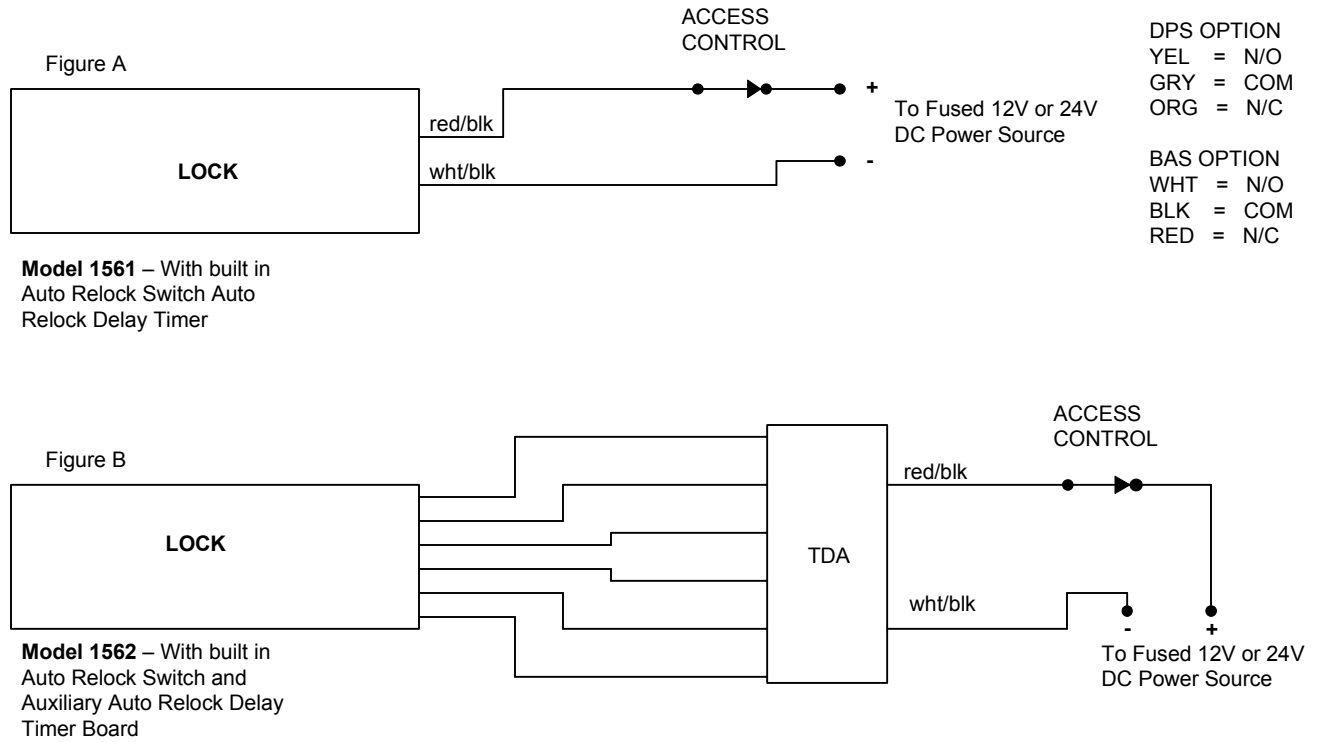 Figure A
ACCESS
CONTROL
DPS OPTION
YEL = N/O
GRY = COM
ORG = N/C
BAS OPTION
WHT = N/O
BLK = COM
RED = N/C
LOCK
red/blk
wht/blk
+
-
To Fused 12V or 24V
DC Power Source
Model 1561 – With built in
Auto Relock Switch Auto
Relock Delay Timer
Figure B
LOCK
TDA
ACCESS
CONTROL
red/blk
wht/blk
-
+
To Fused 12V or 24V
DC Power Source
Model 1562 – With built in
Auto Relock Switch and
Auxiliary Auto Relock Delay
Timer Board